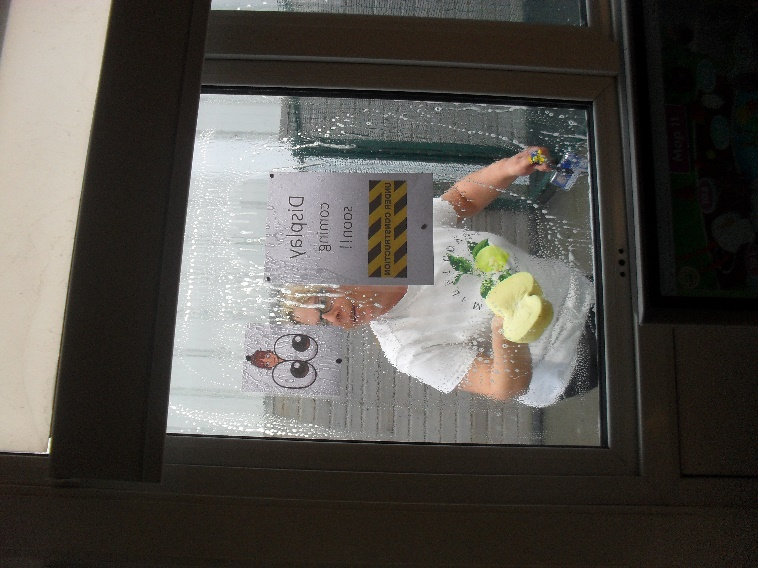 Display
coming
soon!!
UNDER CONSTRUCTION